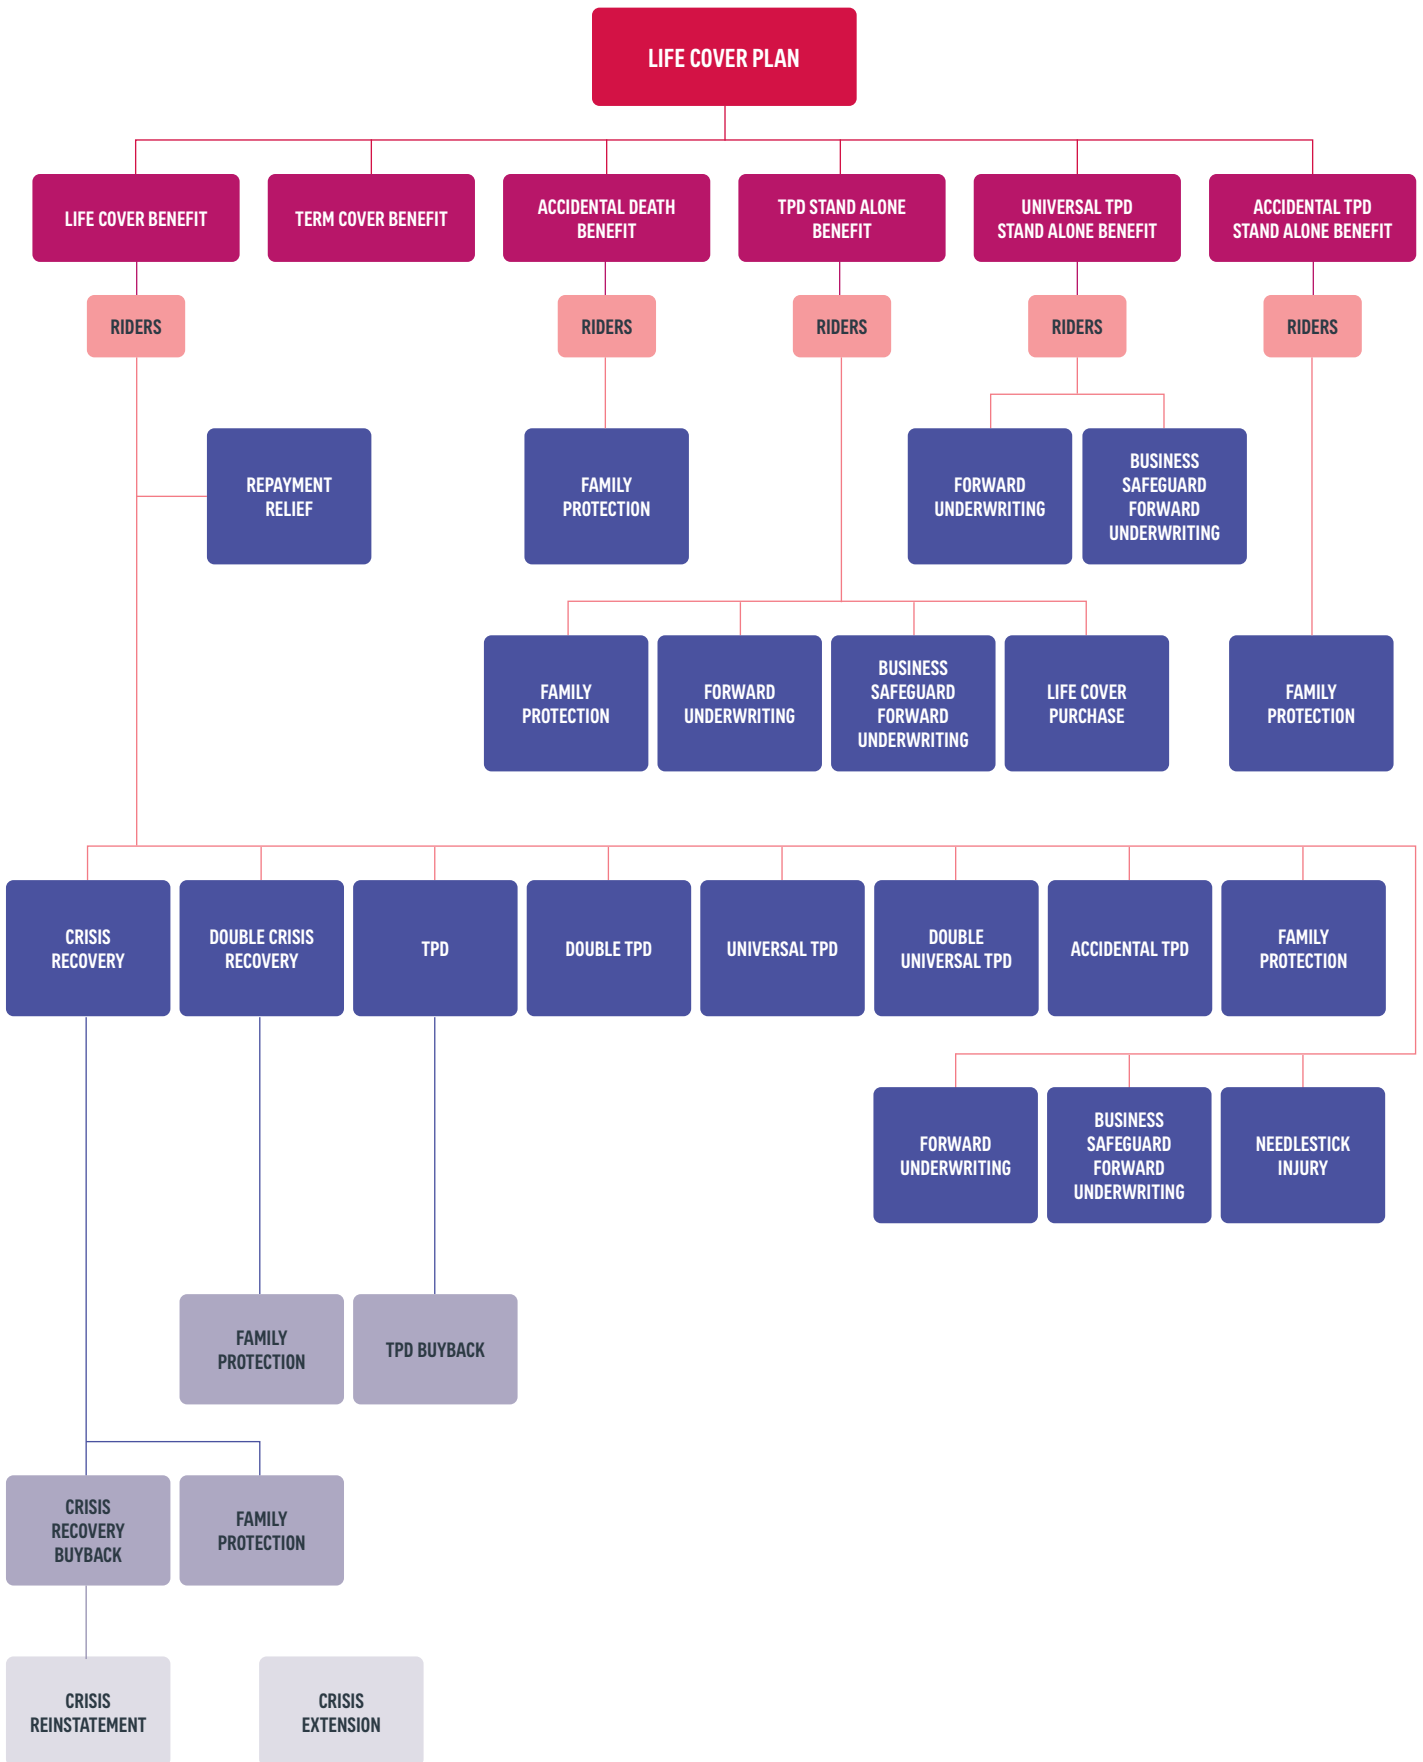 LIFE COVER PLAN
LIFE COVER BENEFIT
TERM COVER BENEFIT
ACCIDENTAL DEATH
BENEFIT
TPD STAND ALONE
BENEFIT
UNIVERSAL TPD
STAND ALONE BENEFIT
ACCIDENTAL TPD
STAND ALONE BENEFIT
RIDERS
RIDERS
RIDERS
RIDERS
RIDERS
REPAYMENT
RELIEF
FAMILY
PROTECTION
FORWARD
UNDERWRITING
BUSINESS
SAFEGUARD
FORWARD
UNDERWRITING
FAMILY
PROTECTION
FORWARD
UNDERWRITING
BUSINESS
SAFEGUARD
FORWARD
UNDERWRITING
LIFE COVER
PURCHASE
FAMILY
PROTECTION
CRISIS
RECOVERY
DOUBLE CRISIS
RECOVERY
TPD
DOUBLE TPD
UNIVERSAL TPD
DOUBLE
UNIVERSAL TPD
ACCIDENTAL TPD
FAMILY
PROTECTION
FORWARD
UNDERWRITING
BUSINESS
SAFEGUARD
FORWARD
UNDERWRITING
NEEDLESTICK
INJURY
FAMILY
PROTECTION
TPD BUYBACK
CRISIS
RECOVERY
BUYBACK
FAMILY
PROTECTION
CRISIS
REINSTATEMENT
CRISIS
EXTENSION